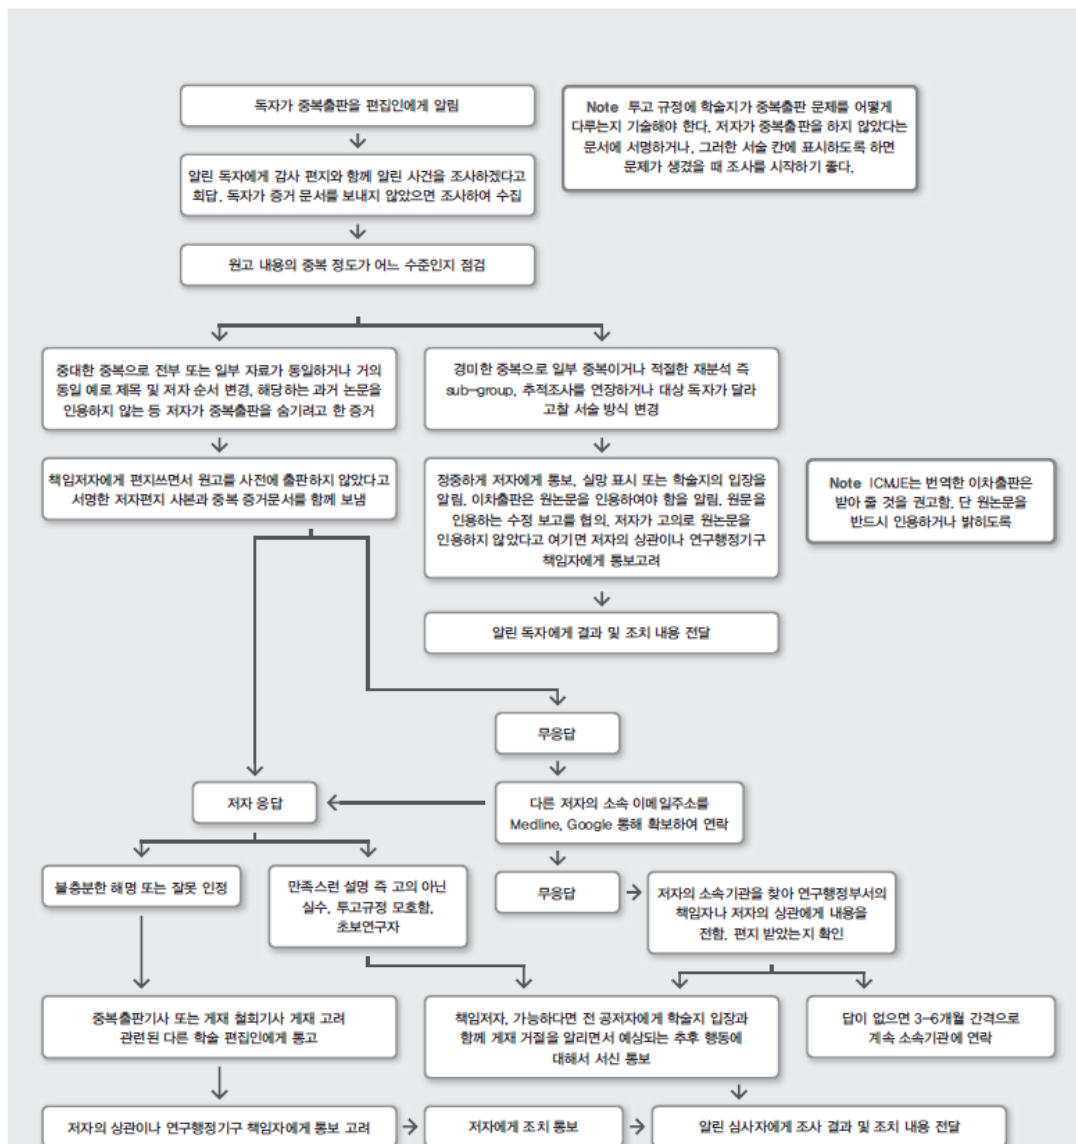 독자가 중복출판을 편집인에게 알림
Note 투고 규정에 학술지가 중복출판 문제를 어떻게
다루는지 기술해야 한다. 저자가 중복출판을 하지 않았다는
문서에 서명하거나, 그러한 서술 칸에 표시하도록 하면
문제가 생겼을 때 조사를 시작하기 좋다.
알린 독자에게 감사 편지와 함께 알린 사건을 조사하겠다고
회답, 독자가 증거 문서를 보내지 않았으면 조사하여 수집
원고 내용의 중복 정도가 어느 수준인지 점검
중대한 중복으로 전부 또는 일부 자료가 동일하거나 거의
동일 예로 제목 및 저자 순서 변경, 해당하는 과거 논문을
인용하지 않는 등 저자가 중복출판을 숨기려고 한 증거
경미한 중복으로 일부 중복이거나 적절한 재분석 즉
sub-group, 추적조사를 연장하거나 대상 독자가 달라
고찰 서술 방식 변경
책임저자에게 편지쓰면서 원고를 사전에 출판하지 않았다고
서명한 저자편지 사본과 중복 증거문서를 함께 보냄
정중하게 저자에게 통보, 실망 표시 또는 학술지의 입장을
알림, 이차출판은 원논문을 인용하여야 함을 알림, 원문을
인용하는 수정 보고를 협의, 저자가 고의로 원논문을
인용하지 않았다고 여기면 저자의 상관이나 연구행정기구
책임자에게 통보고려
Note ICMJE는 번역한 이차출판은
받아 줄 것을 권고함, 단 원논문을
반드시 인용하거나 밝히도록
알린 독자에게 결과 및 조치 내용 전달
무응답
저자 응답
다른 저자의 소속 이메일주소를
Medline, Google 통해 확보하여 연락
불충분한 해명 또는 잘못 인정
만족스런 설명 즉 고의 아닌
실수, 투고규정 모호함,
초보연구자
무응답
저자의 소속기관을 찾아 연구행정부서의
책임자나 저자의 상관에게 내용을
전함, 편지 받았는지 확인
중복출판기사 또는 게재 철회기사 게재 고려
관련된 다른 학술 편집인에게 통고
책임저자, 가능하다면 전 공저자에게 학술지 입장과
함께 게재 거절을 알리면서 예상되는 추후 행동에
대해서 서신 통보
답이 없으면 3-6개월 간격으로
계속 소속기관에 연락
저자의 상관이나 연구행정기구 책임자에게 통보 고려
저자에게 조치 통보
알린 심사자에게 조사 결과 및 조치 내용 전달